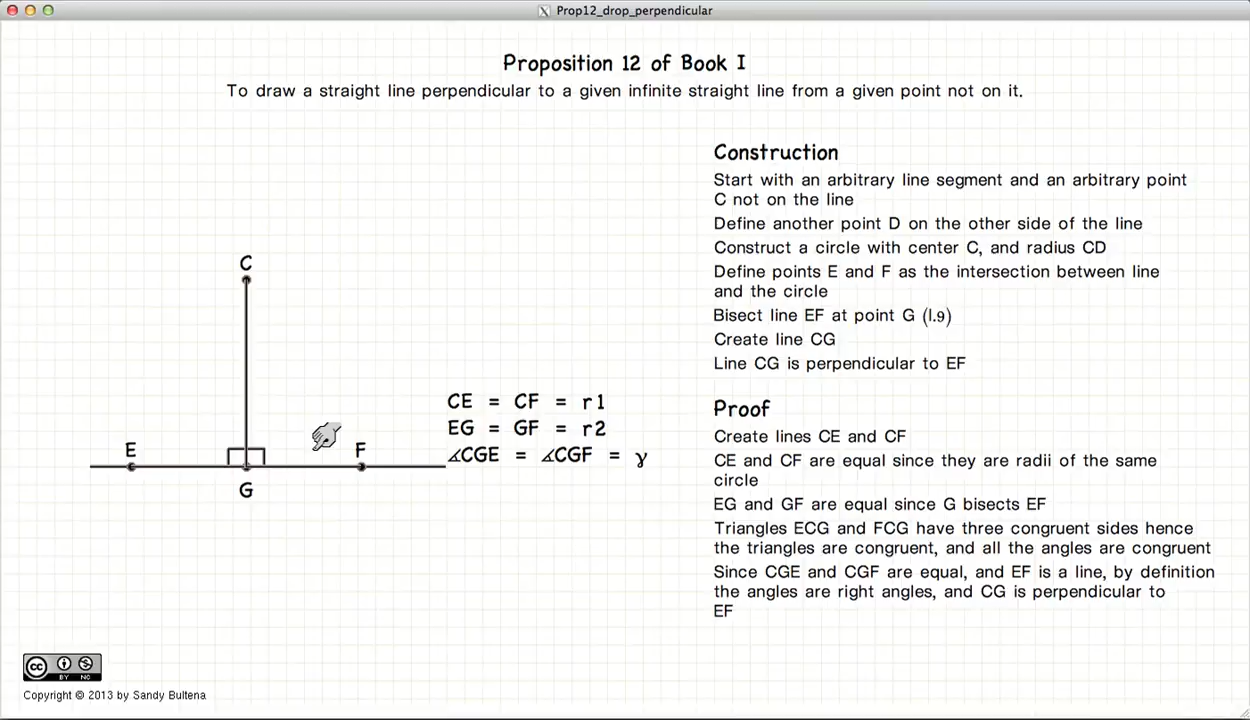 Prop12_drop_perpendicular
Proposition 12 of Book I
To draw a straight line perpendicular to a given infinite straight line from a given point not on it.
Construction
Start with an arbitrary line segment and an arbitrary point
C not on the line
Define another point D on the other side of the line
Construct a circle with center C, and radius CD
Define points E and F as the intersection between line
and the circle
Bisect line EF at point G (I.9)
Create line CG
Line CG is perpendicular to EF
Proof
Create lines CE and CF
CE and CF are equal since they are radii of the same
circle
EG and GF are equal since G bisects EF
Triangles ECG and FCG have three congruent sides hence
the triangles are congruent, and all the angles are congruent
Since CGE and CGF are equal, and EF is a line, by definition
the angles are right angles, and CG is perpendicular to
EF
C
E
F
G
CE = CF = r1
EG = GF = r2
∡CGE = ∡CGF = γ
cc
BY NC
Copyright © 2013 by Sandy Bultena